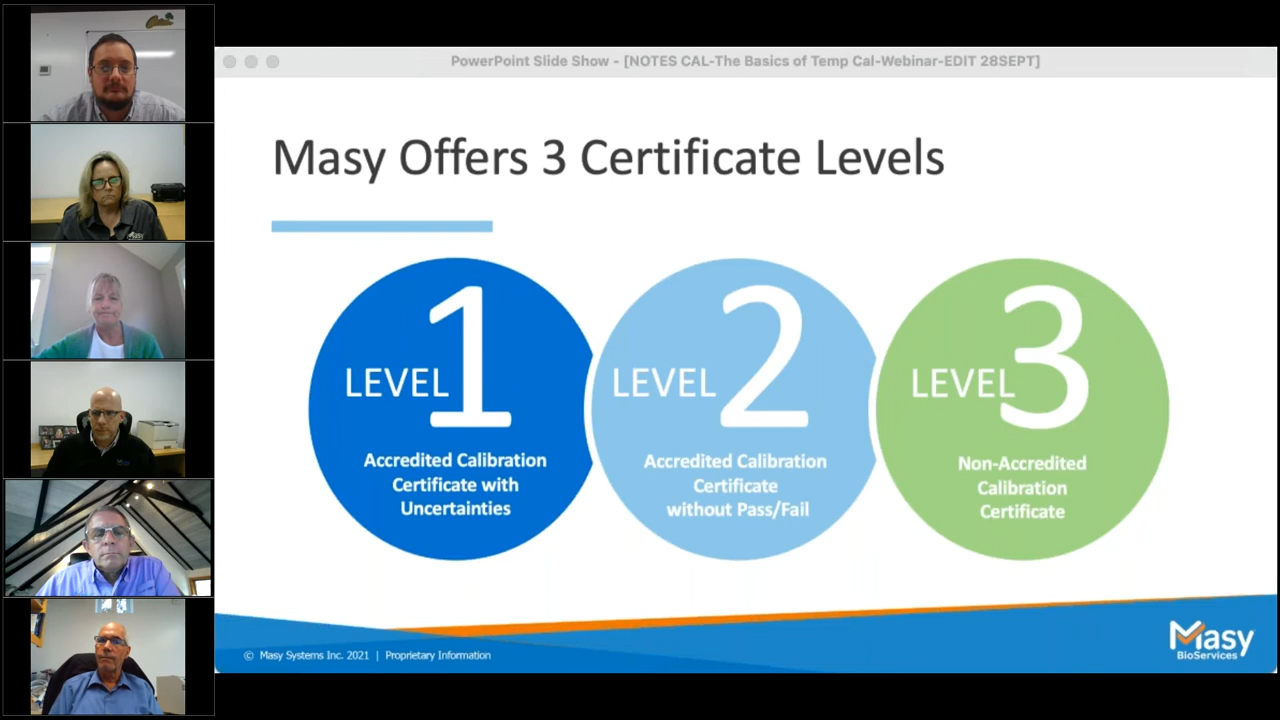 PowerPoint Slide Show - [NOTES CAL-The Basics of Temp Cal-Webinar-EDIT 28SEPT]
Masy Offers 3 Certificate Levels
LEVEL 1
Accredited Calibration
Certificate with
Uncertainties
LEVEL 2
Accredited Calibration
Certificate
without Pass/Fail
LEVEL 3
Non-Accredited
Calibration
Certificate
© Masy Systems Inc. 2021 | Proprietary Information
Masy
BioServices